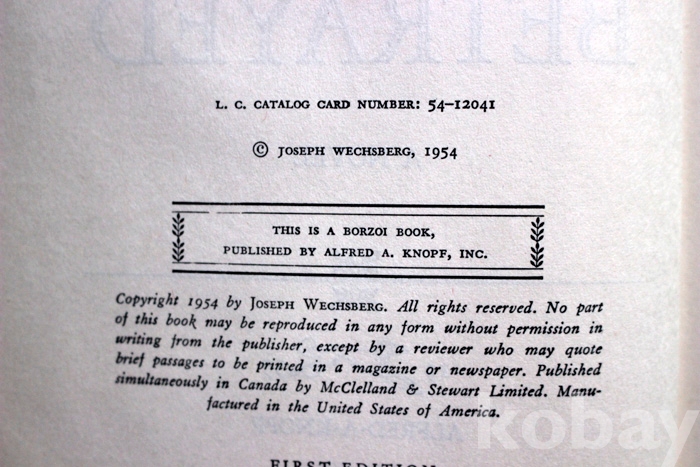 L. C. CATALOG CARD NUMBER: 54–12041
© JOSEPH WECHSBERG, 1954
THIS IS A BORZOI BOOK,
PUBLISHED BY ALFRED A. KNOPF, INC.
Copyright 1954 by JOSEPH WECHSBERG. All rights reserved. No part
of this book may be reproduced in any form without permission in
writing from the publisher, except by a reviewer who may quote
brief passages to be printed in a magazine or newspaper. Published
simultaneously in Canada by McClelland & Stewart Limited. Manu-
factured in the United States of America.
kobay
FIRST EDITION